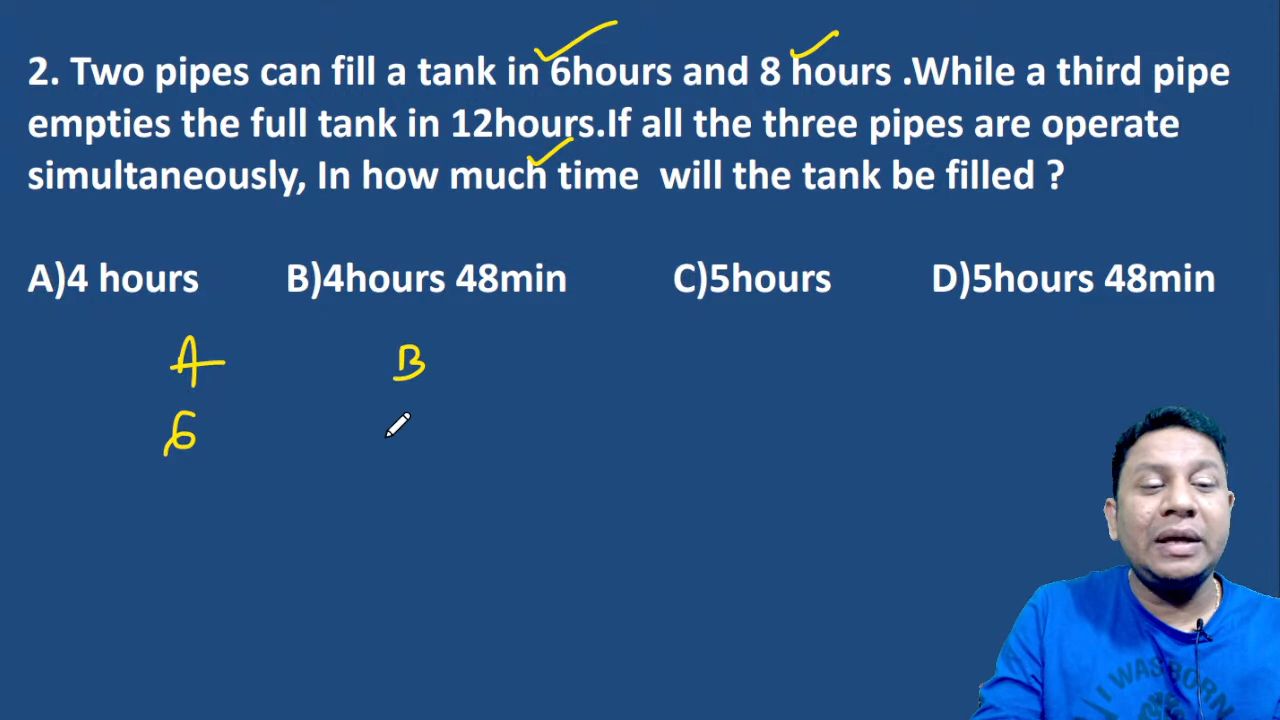 2. Two pipes can fill a tank in 6hours and 8 hours .While a third pipe
empties the full tank in 12hours.If all the three pipes are operate
simultaneously, In how much time  will the tank be filled ?
A)4 hours B)4hours 48min C)5hours D)5hours 48min
A B
6
I WAS BORN